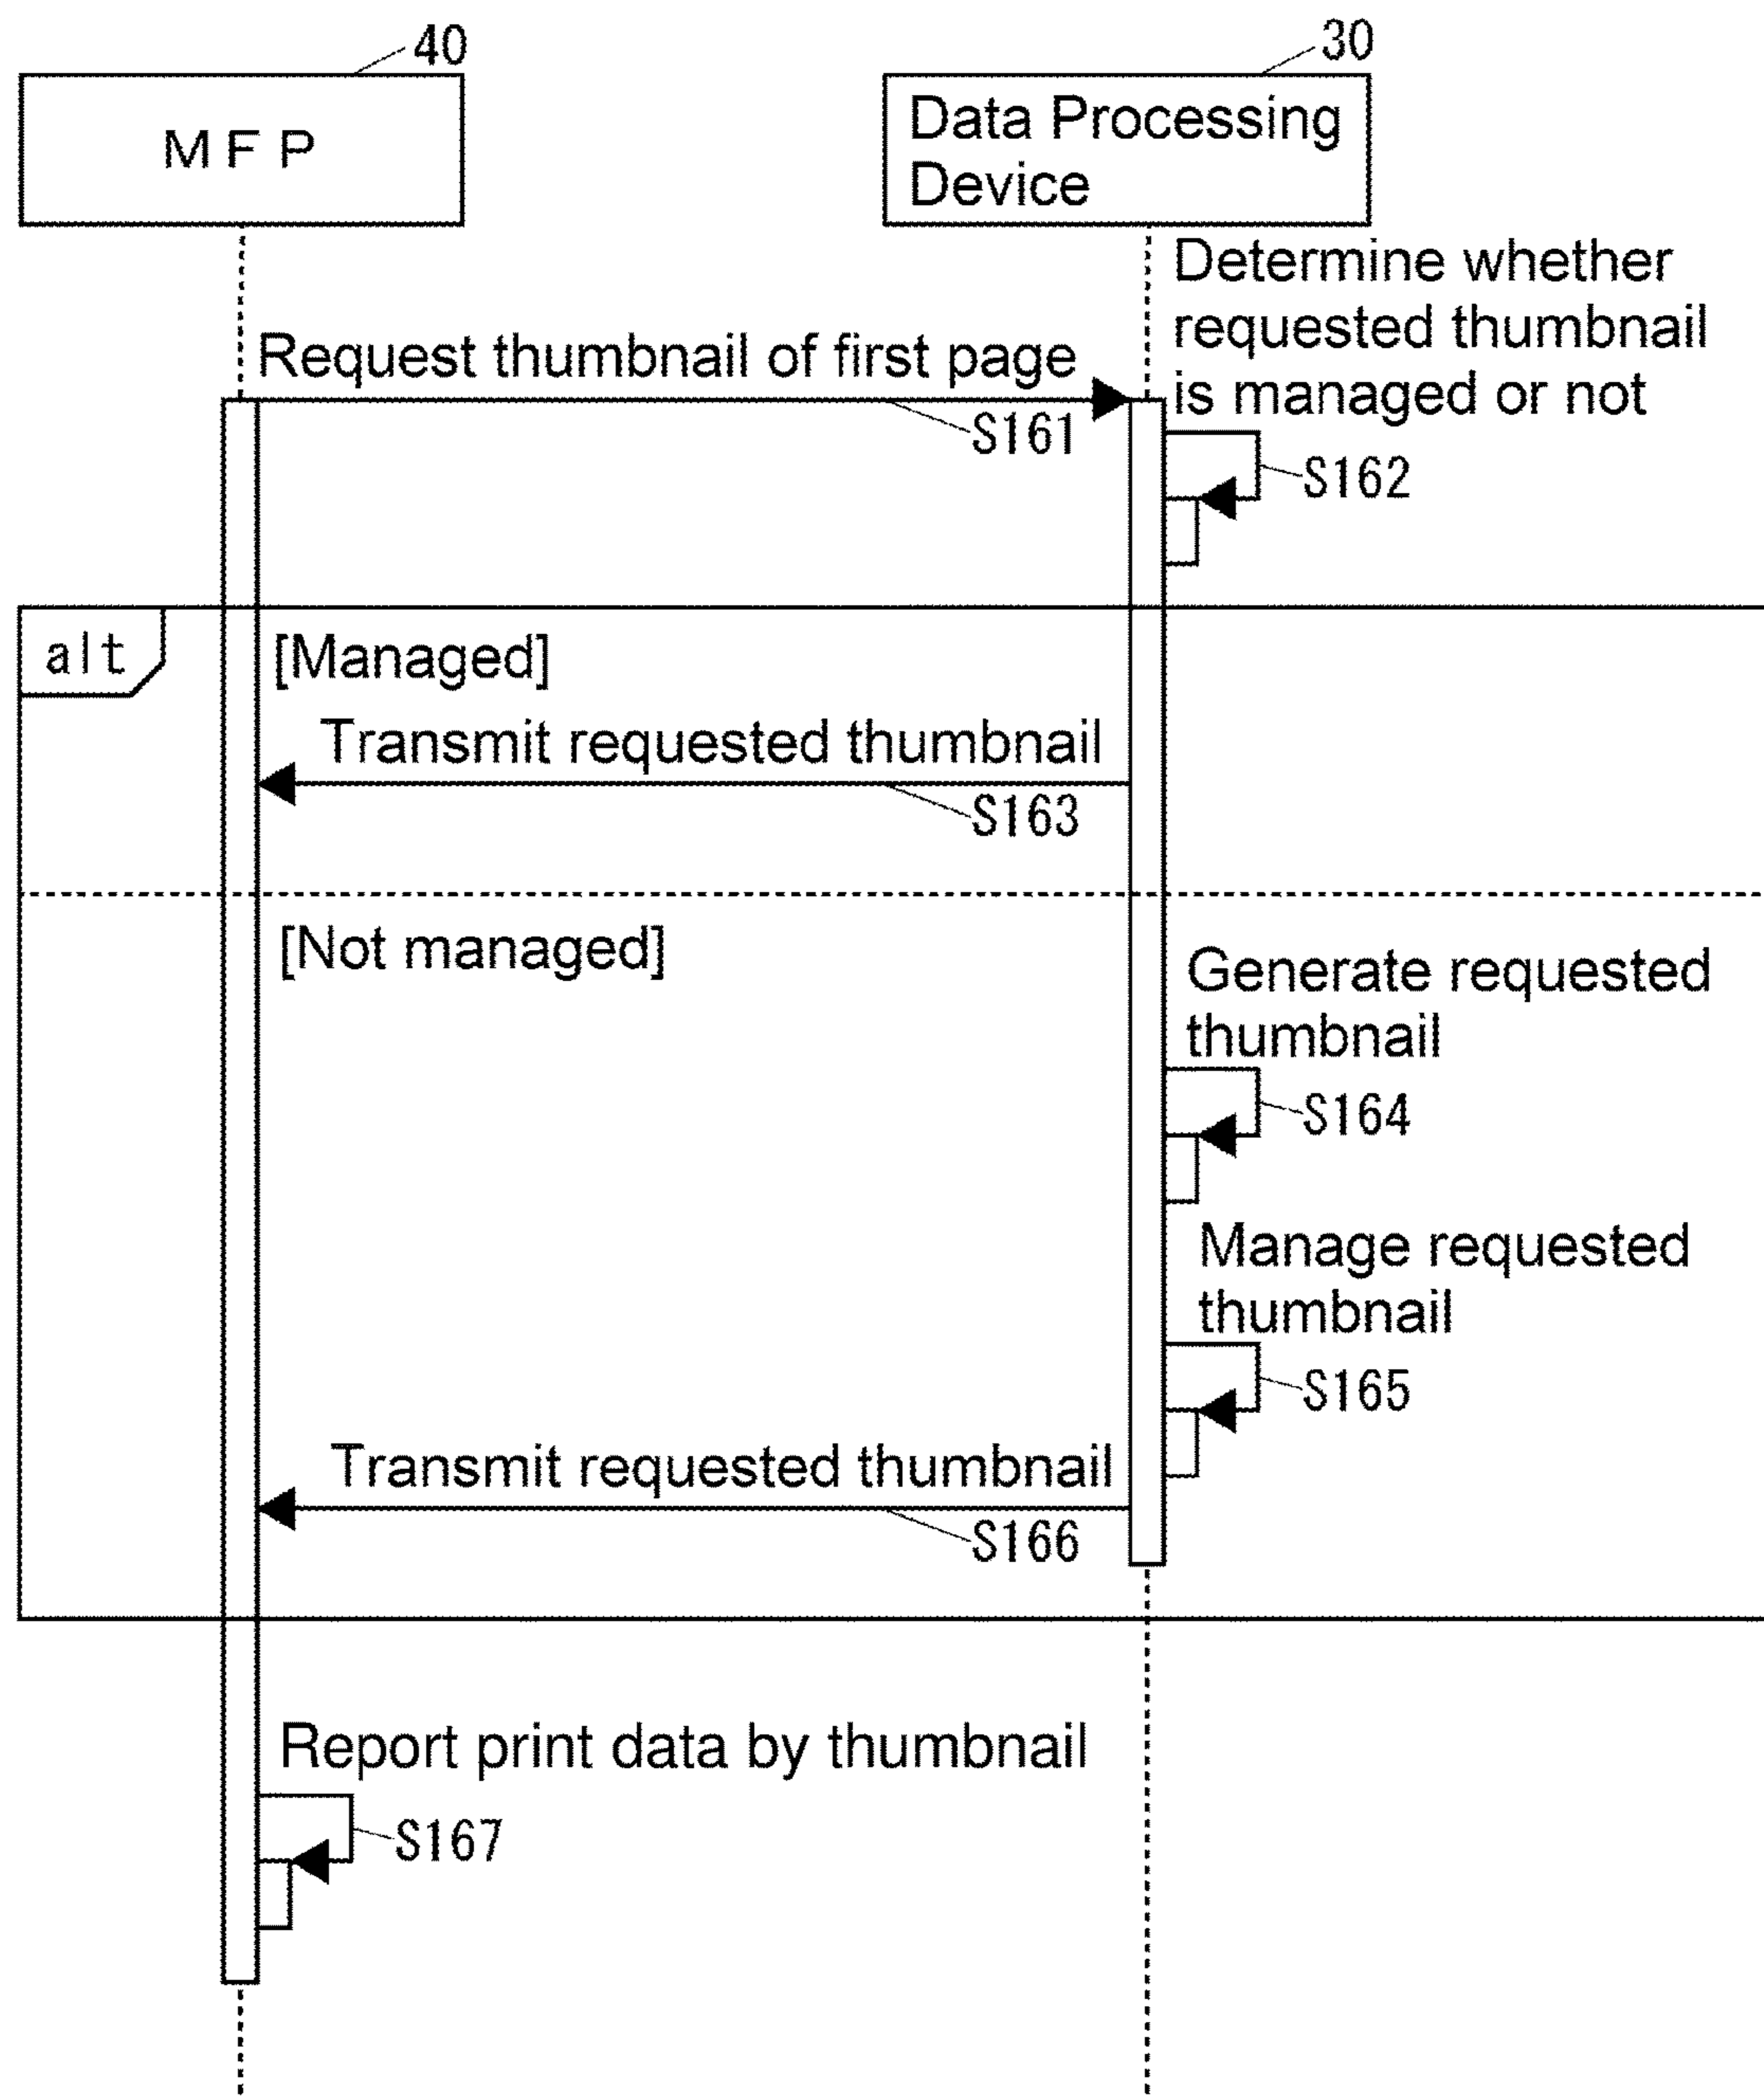 40
30
MFP
Data Processing
Device
Determine whether
requested thumbnail
is managed or not
Request thumbnail of first page
S161
S162
alt
[Managed]
Transmit requested thumbnail
S163
[Not managed]
Generate requested
thumbnail
S164
Manage requested
thumbnail
S165
Transmit requested thumbnail
S166
Report print data by thumbnail
S167